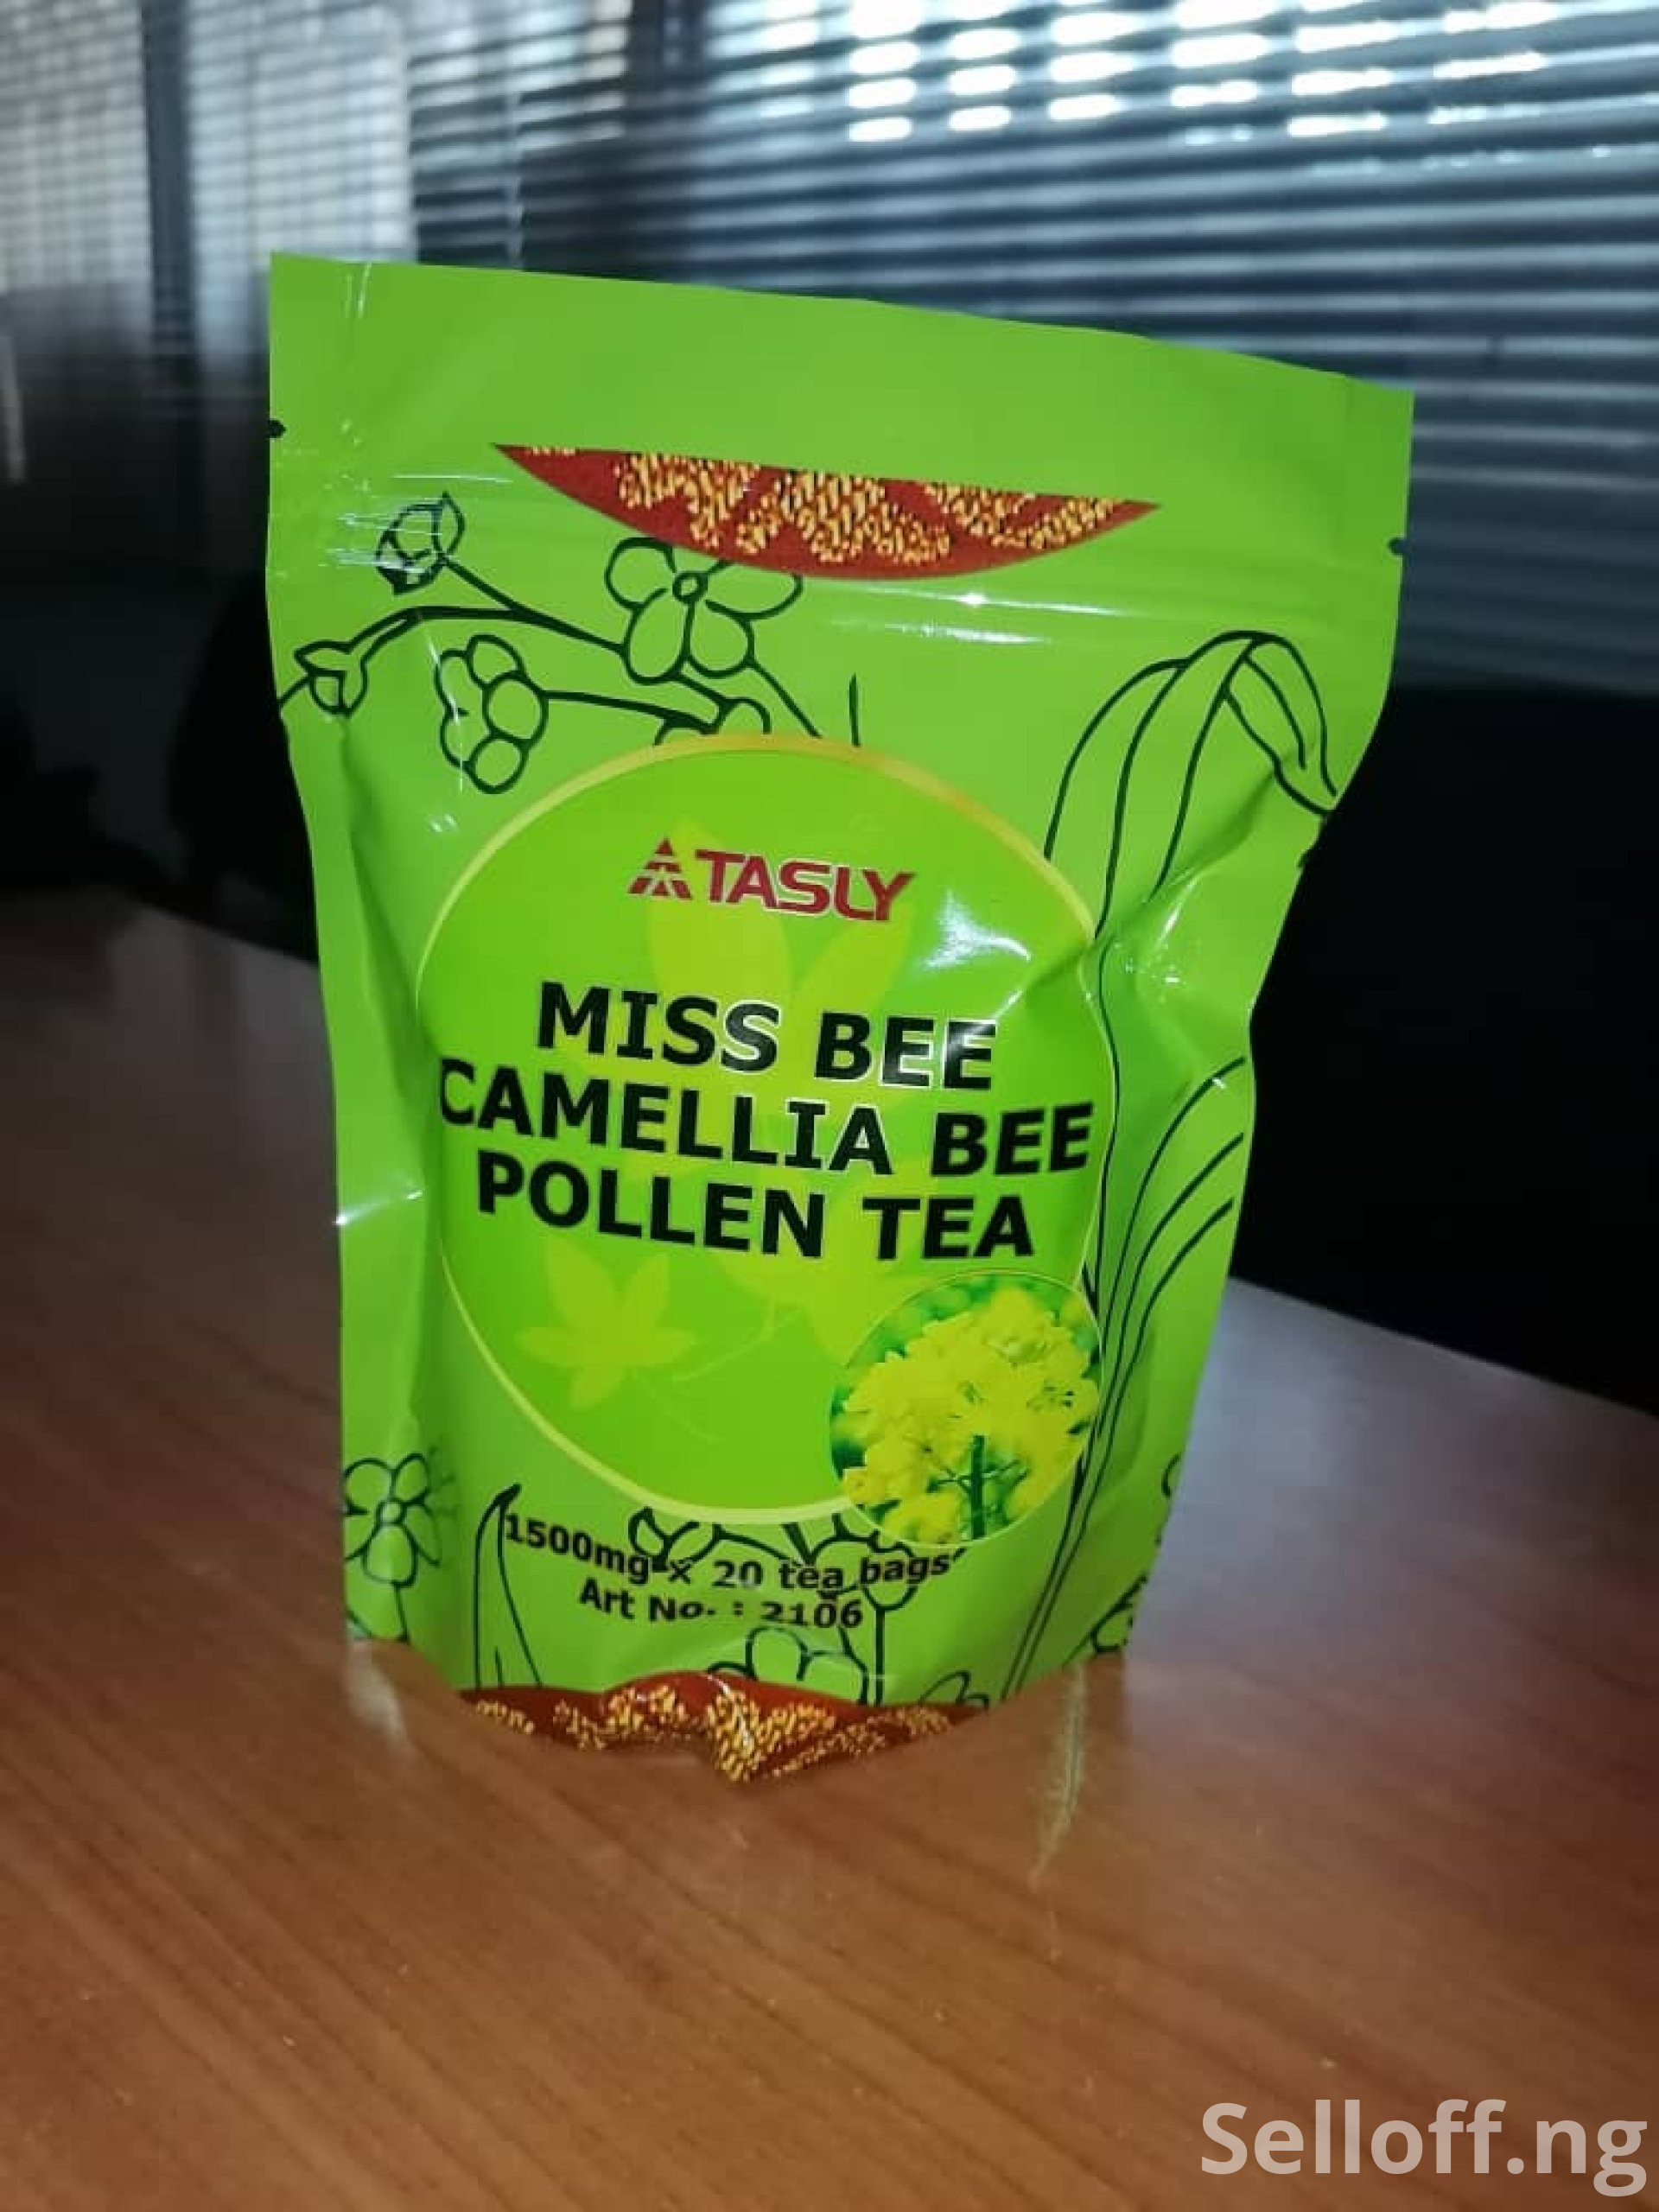 TASLY
MISS BEE
CAMELLIA BEE
POLLEN TEA
1500mg x 20 tea bags
Art No. : 2106
Selloff.ng